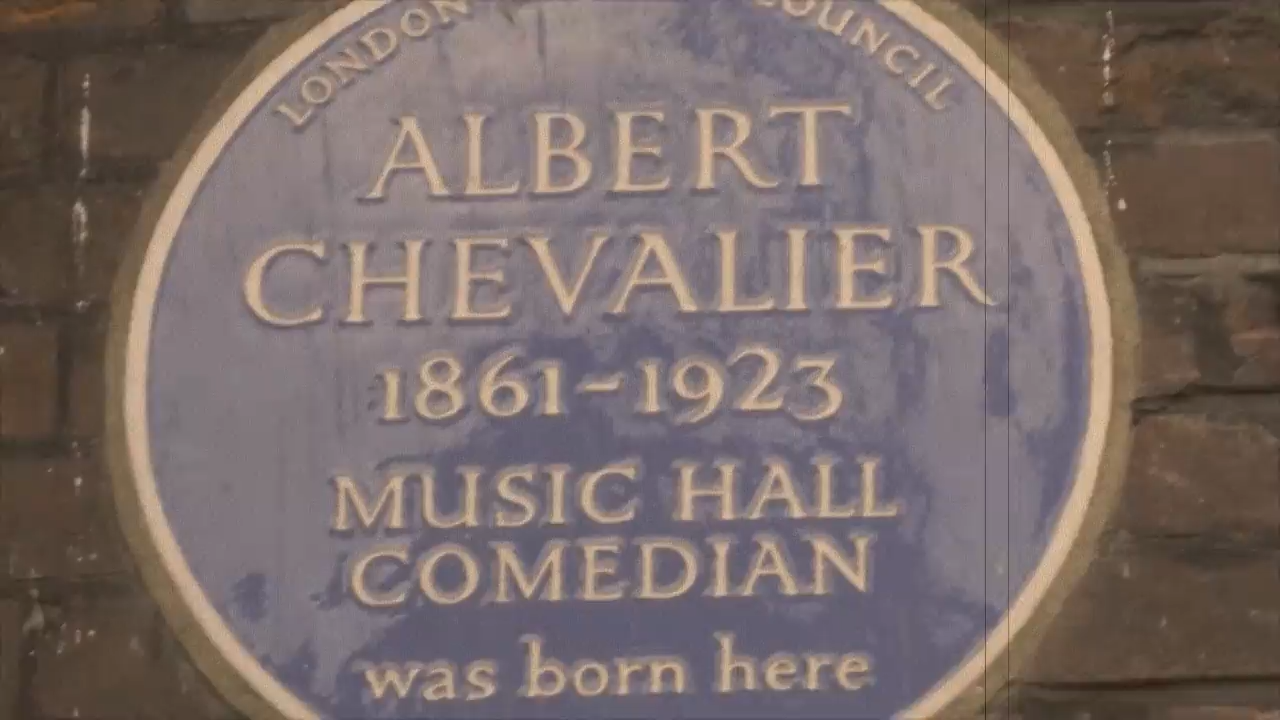 LONDON COUNCIL
ALBERT
CHEVALIER
1861-1923
MUSIC HALL
COMEDIAN
was born here